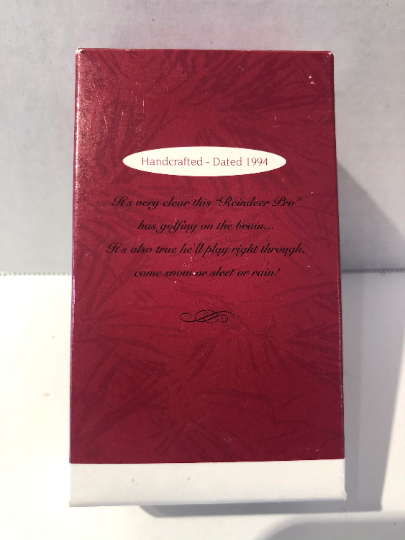 Handcrafted - Dated 1994
It's very clear this "Reindeer Pro"
has golfing on the brain...
It's also true he'll play right through,
come snow or sleet or rain!